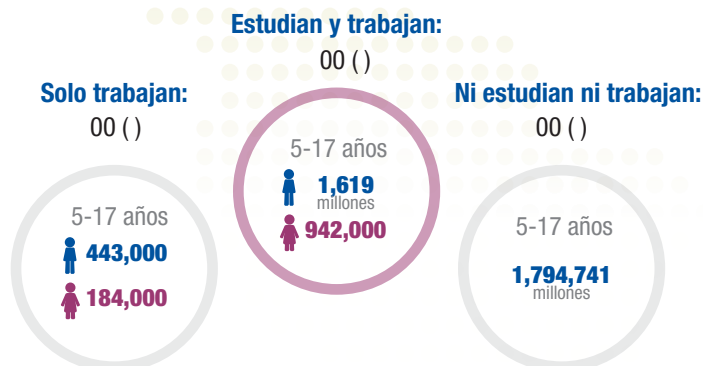 Estudian y trabajan:
00 ( )
5-17 años
1,619
millones
942,000
Solo trabajan:
00 ( )
5-17 años
443,000
184,000
Ni estudian ni trabajan:
00 ( )
5-17 años
1,794,741
millones